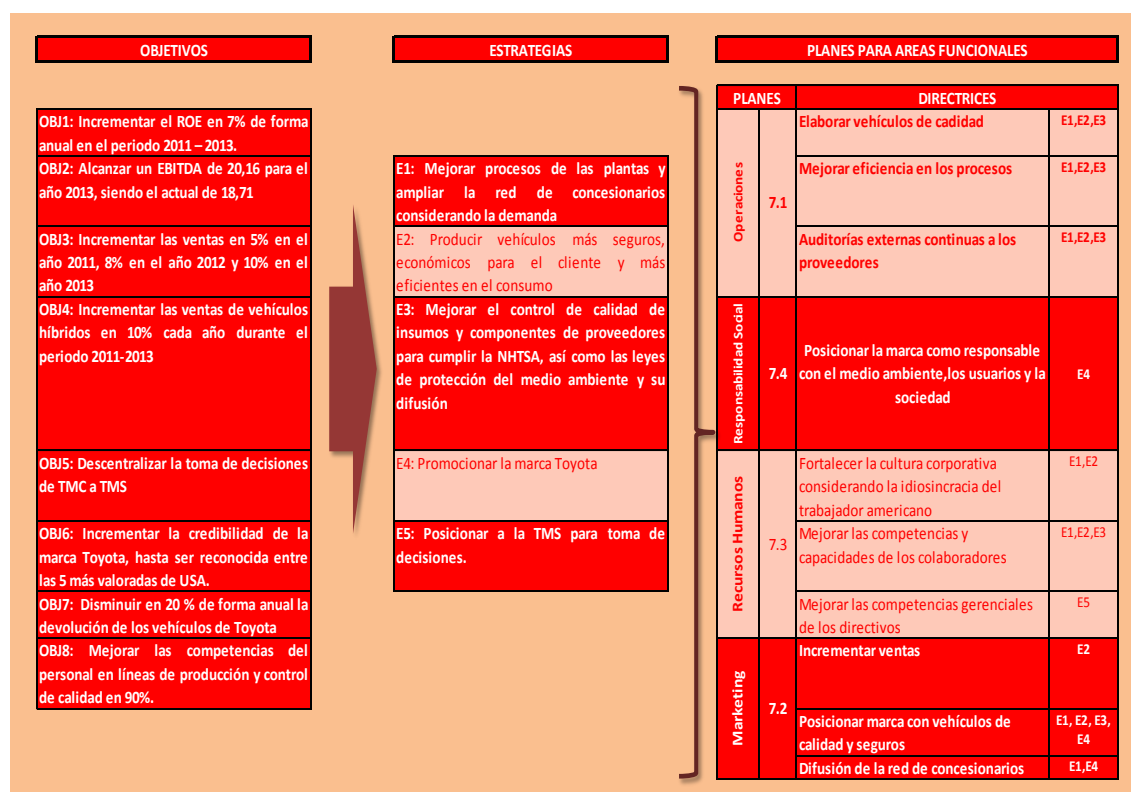 OBJETIVOS
OBJ1: Incrementar el ROE en 7% de forma
anual en el periodo 2011 – 2013.
OBJ2: Alcanzar un EBITDA de 20,16 para el
año 2013, siendo el actual de 18,71
OBJ3: Incrementar las ventas en 5% en el
año 2011, 8% en el año 2012 y 10% en el
año 2013
OBJ4: Incrementar las ventas de vehículos
híbridos en 10% cada año durante el
periodo 2011-2013
OBJ5: Descentralizar la toma de decisiones
de TMC a TMS
OBJ6: Incrementar la credibilidad de la
marca Toyota, hasta ser reconocida entre
las 5 más valoradas de USA.
OBJ7: Disminuir en 20 % de forma anual la
devolución de los vehículos de Toyota
OBJ8: Mejorar las competencias del
personal en líneas de producción y control
de calidad en 90%.
ESTRATEGIAS
E1: Mejorar procesos de las plantas y
ampliar la red de concesionarios
considerando la demanda
E2: Producir vehículos más seguros,
económicos para el cliente y más
eficientes en el consumo
E3: Mejorar el control de calidad de
insumos y componentes de proveedores
para cumplir la NHTSA, así como las leyes
de protección del medio ambiente y su
difusión
E4: Promocionar la marca Toyota
E5: Posicionar a la TMS para toma de
decisiones.
PLANES PARA AREAS FUNCIONALES
PLANES
DIRECTRICES
Operaciones
7.1
Elaborar vehículos de cadidad
E1,E2,E3
Mejorar eficiencia en los procesos
E1,E2,E3
Auditorías externas continuas a los
proveedores
E1,E2,E3
Responsabilidad Social
7.4
Posicionar la marca como responsable
con el medio ambiente,los usuarios y la
sociedad
E4
Recursos Humanos
7.3
Fortalecer la cultura corporativa
considerando la idiosincracia del
trabajador americano
E1,E2
Mejorar las competencias y
capacidades de los colaboradores
E1,E2,E3
Mejorar las competencias gerenciales
de los directivos
E5
Marketing
7.2
Incrementar ventas
E2
Posicionar marca con vehículos de
calidad y seguros
E1, E2, E3,
E4
Difusión de la red de concesionarios
E1,E4